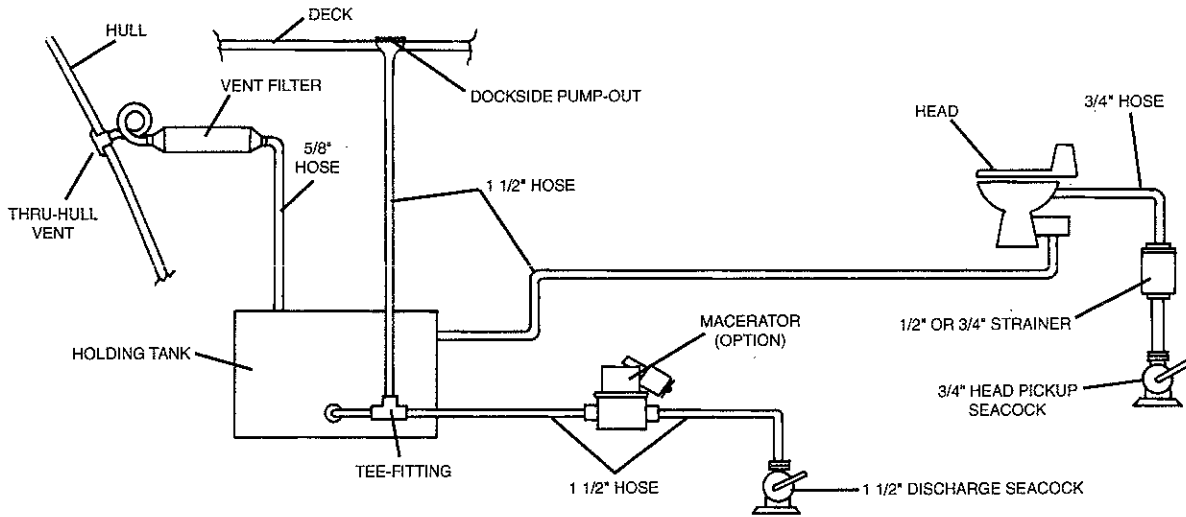 DECK
HULL
VENT FILTER
DOCKSIDE PUMP-OUT
3/4" HOSE
HEAD
5/8"
HOSE
1 1/2" HOSE
THRU-HULL
VENT
1/2" OR 3/4" STRAINER
MACERATOR
(OPTION)
HOLDING TANK
3/4" HEAD PICKUP
SEACOCK
TEE-FITTING
1 1/2" HOSE
1 1/2" DISCHARGE SEACOCK